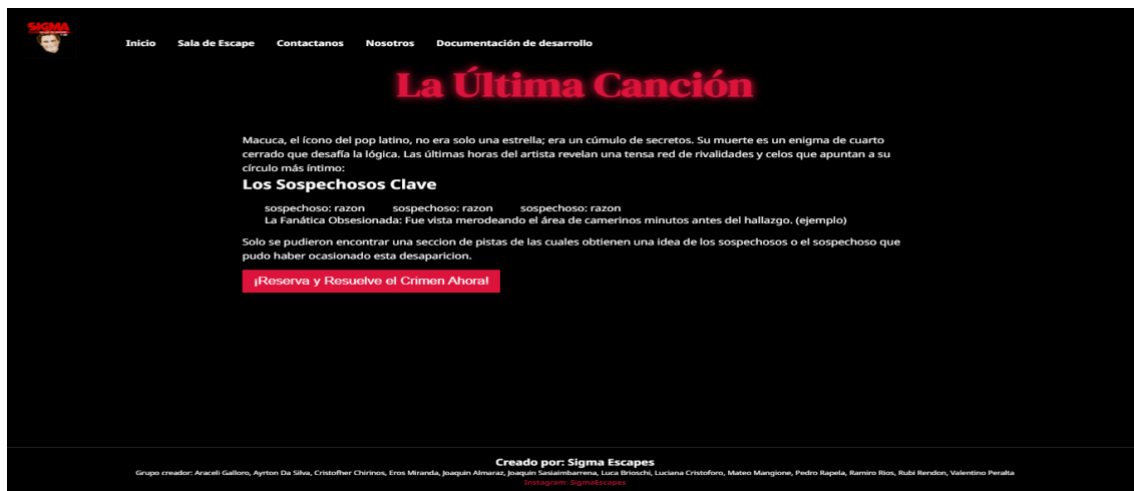 SIGMA
Inicio Sala de Escape Contactanos Nosotros Documentación de desarrollo
La Última Canción
Macuca, el ícono del pop latino, no era solo una estrella; era un cúmulo de secretos. Su muerte es un enigma de cuarto
cerrado que desafía la lógica. Las últimas horas del artista revelan una tensa red de rivalidades y celos que apuntan a su
círculo más íntimo:
Los Sospechosos Clave
sospechoso: razon sospechoso: razon sospechoso: razon
La Fanática Obsesionada: Fue vista merodeando el área de camerinos minutos antes del hallazgo. (ejemplo)
Solo se pudieron encontrar una seccion de pistas de las cuales obtienen una idea de los sospechosos o el sospechoso que
pudo haber ocasionado esta desaparicion.
¡Reserva y Resuelve el Crimen Ahora!
Creado por: Sigma Escapes
Grupo creador: Araceli Galloro, Ayrton Da Silva, Cristofher Chirinos, Eros Miranda, Joaquin Almaraz, Joaquin Sasiaimbarrena, Luca Brioschi, Luciana Cristoforo, Mateo Mangione, Pedro Rapela, Ramiro Rios, Rubi Rendon, Valentino Peralta
Instagram: SigmaEscapes